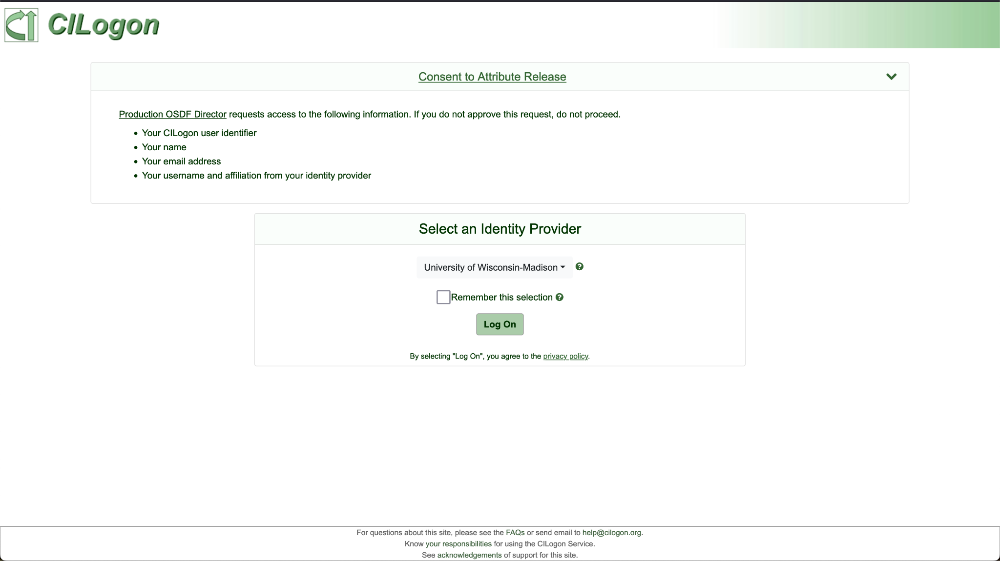 CILogon
Consent to Attribute Release
Production OSDF Director requests access to the following information. If you do not approve this request, do not proceed.
Your CILogon user identifier
Your name
Your email address
Your username and affiliation from your identity provider
Select an Identity Provider
University of Wisconsin-Madison
Remember this selection
Log On
By selecting "Log On", you agree to the privacy policy.
For questions about this site, please see the FAQs or send email to help@cilogon.org.
Know your responsibilities for using the CILogon Service.
See acknowledgements of support for this site.